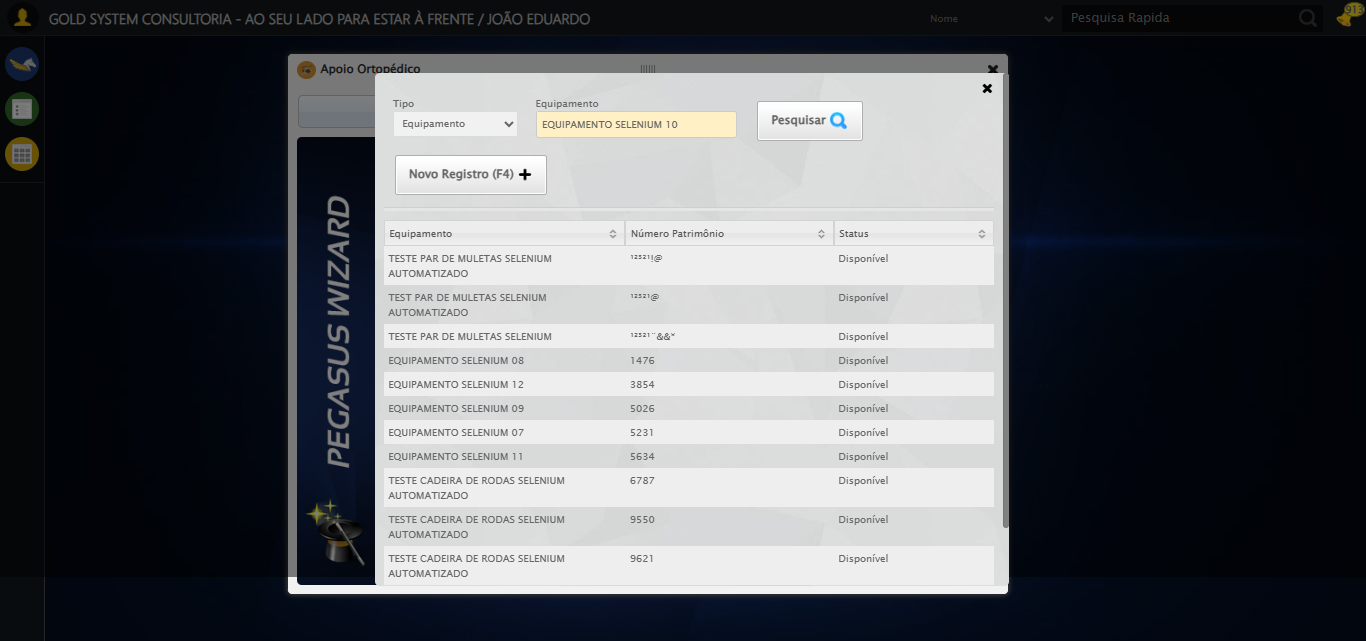 GOLD SYSTEM CONSULTORIA - AO SEU LADO PARA ESTAR À FRENTE / JOÃO EDUARDO
Nome
Pesquisa Rapida
913
Apoio Ortopédico
Tipo
Equipamento
Equipamento
EQUIPAMENTO SELENIUM 10
Pesquisar
Novo Registro (F4)
PEGASUS WIZARD
Equipamento Número Patrimônio Status
TESTE PAR DE MULETAS SELENIUM AUTOMATIZADO ¹²⁵²¹!@ Disponível
TEST PAR DE MULETAS SELENIUM AUTOMATIZADO ¹²⁵²¹@ Disponível
TESTE PAR DE MULETAS SELENIUM ¹²⁵²¹¨&&* Disponível
EQUIPAMENTO SELENIUM 08 1476 Disponível
EQUIPAMENTO SELENIUM 12 3854 Disponível
EQUIPAMENTO SELENIUM 09 5026 Disponível
EQUIPAMENTO SELENIUM 07 5231 Disponível
EQUIPAMENTO SELENIUM 11 5634 Disponível
TESTE CADEIRA DE RODAS SELENIUM AUTOMATIZADO 6787 Disponível
TESTE CADEIRA DE RODAS SELENIUM AUTOMATIZADO 9550 Disponível
TESTE CADEIRA DE RODAS SELENIUM AUTOMATIZADO 9621 Disponível